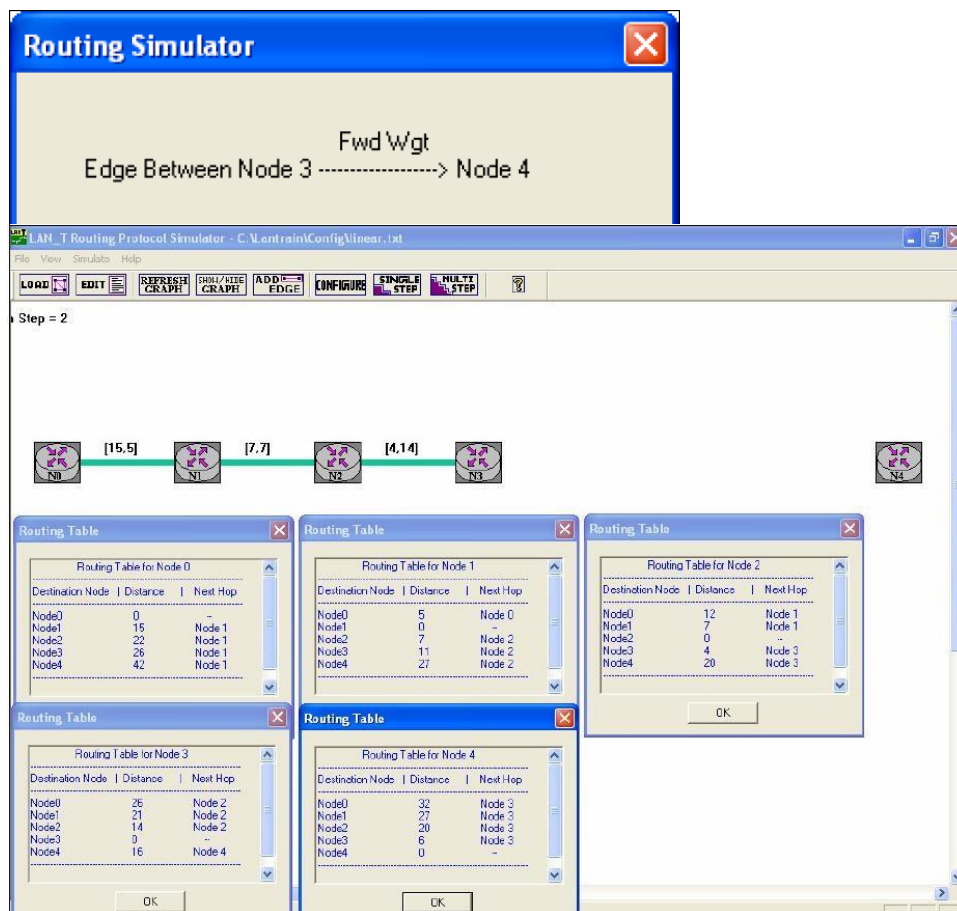 Routing Simulator
Fwd Wgt
Edge Between Node 3 -------------------> Node 4
LAN_T Routing Protocol Simulator - C:\Lantrain\Config\linear.txt
File View Simulate Help
LOAD EDIT REFRESH GRAPH SHOW/HIDE GRAPH ADD EDGE CONFIGURE SINGLE STEP MULTI STEP ?
Step = 2
[15,5] [7,7] [4,14]
N0 N1 N2 N3 N4
Routing Table
Routing Table for Node 0
Destination Node | Distance | Next Hop
Node0 0 -
Node1 15 Node 1
Node2 22 Node 1
Node3 26 Node 1
Node4 42 Node 1
Routing Table
Routing Table for Node 1
Destination Node | Distance | Next Hop
Node0 5 Node 0
Node1 0 -
Node2 7 Node 2
Node3 11 Node 2
Node4 27 Node 2
Routing Table
Routing Table for Node 2
Destination Node | Distance | Next Hop
Node0 12 Node 1
Node1 7 Node 1
Node2 0 -
Node3 4 Node 3
Node4 20 Node 3
OK
Routing Table
Routing Table for Node 3
Destination Node | Distance | Next Hop
Node0 26 Node 2
Node1 21 Node 2
Node2 14 Node 2
Node3 0 -
Node4 16 Node 4
OK
Routing Table
Routing Table for Node 4
Destination Node | Distance | Next Hop
Node0 32 Node 3
Node1 27 Node 3
Node2 20 Node 3
Node3 6 Node 3
Node4 0 -
OK